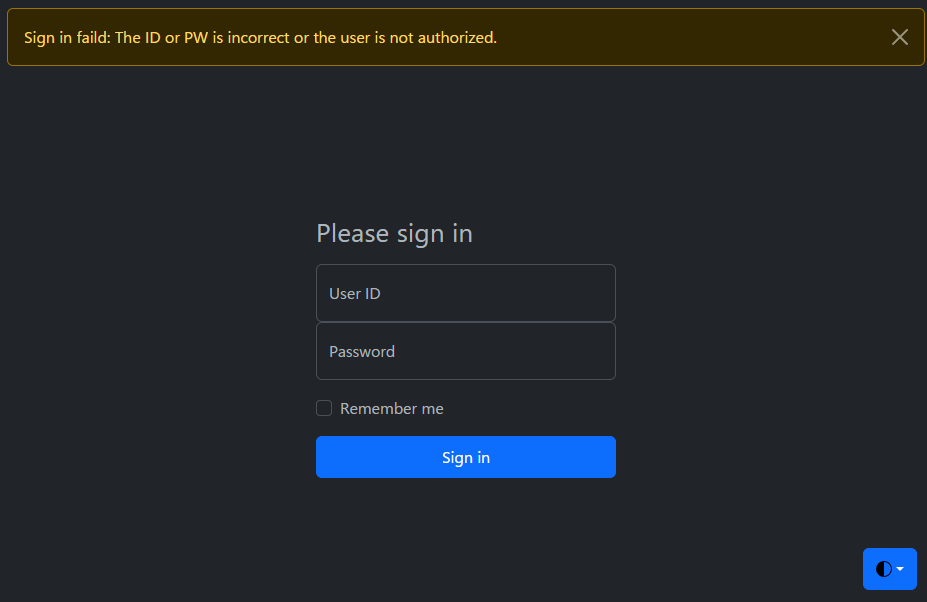 Sign in faild: The ID or PW is incorrect or the user is not authorized.
Please sign in
User ID
Password
Remember me
Sign in